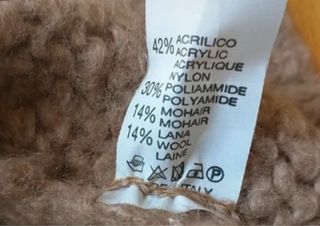 42% ACRILICO
ACRYLIC
ACRYLIQUE
NYLON
30% POLIAMMIDE
POLYAMIDE
14% MOHAIR
MOHAIR
14% LANA
WOOL
LAINE
ITALY